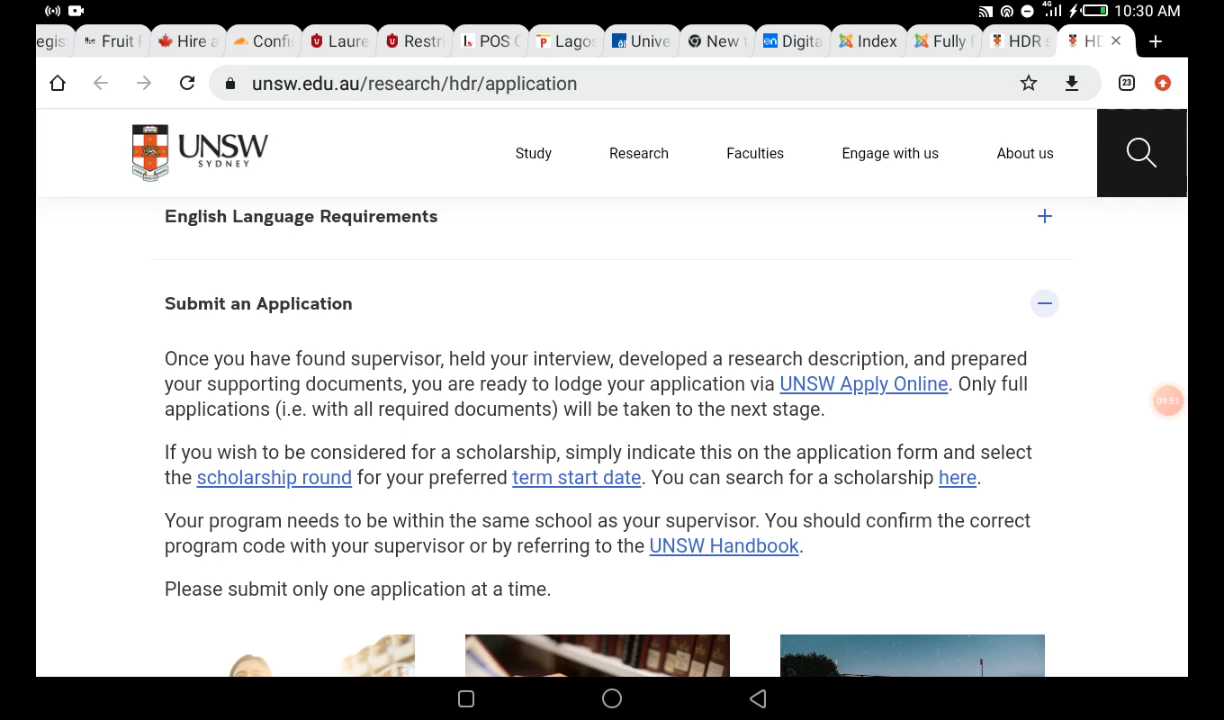 4G 10:30 AM
egis Fruit Hire a Confi Laure Restri POS Lagos Unive New t Digita Index Fully HDR HD
unsw.edu.au/research/hdr/application 23
UNSW
SYDNEY
Study Research Faculties Engage with us About us
English Language Requirements
Submit an Application
Once you have found supervisor, held your interview, developed a research description, and prepared
your supporting documents, you are ready to lodge your application via UNSW Apply Online. Only full
applications (i.e. with all required documents) will be taken to the next stage.
09:51
If you wish to be considered for a scholarship, simply indicate this on the application form and select
the scholarship round for your preferred term start date. You can search for a scholarship here.
Your program needs to be within the same school as your supervisor. You should confirm the correct
program code with your supervisor or by referring to the UNSW Handbook.
Please submit only one application at a time.